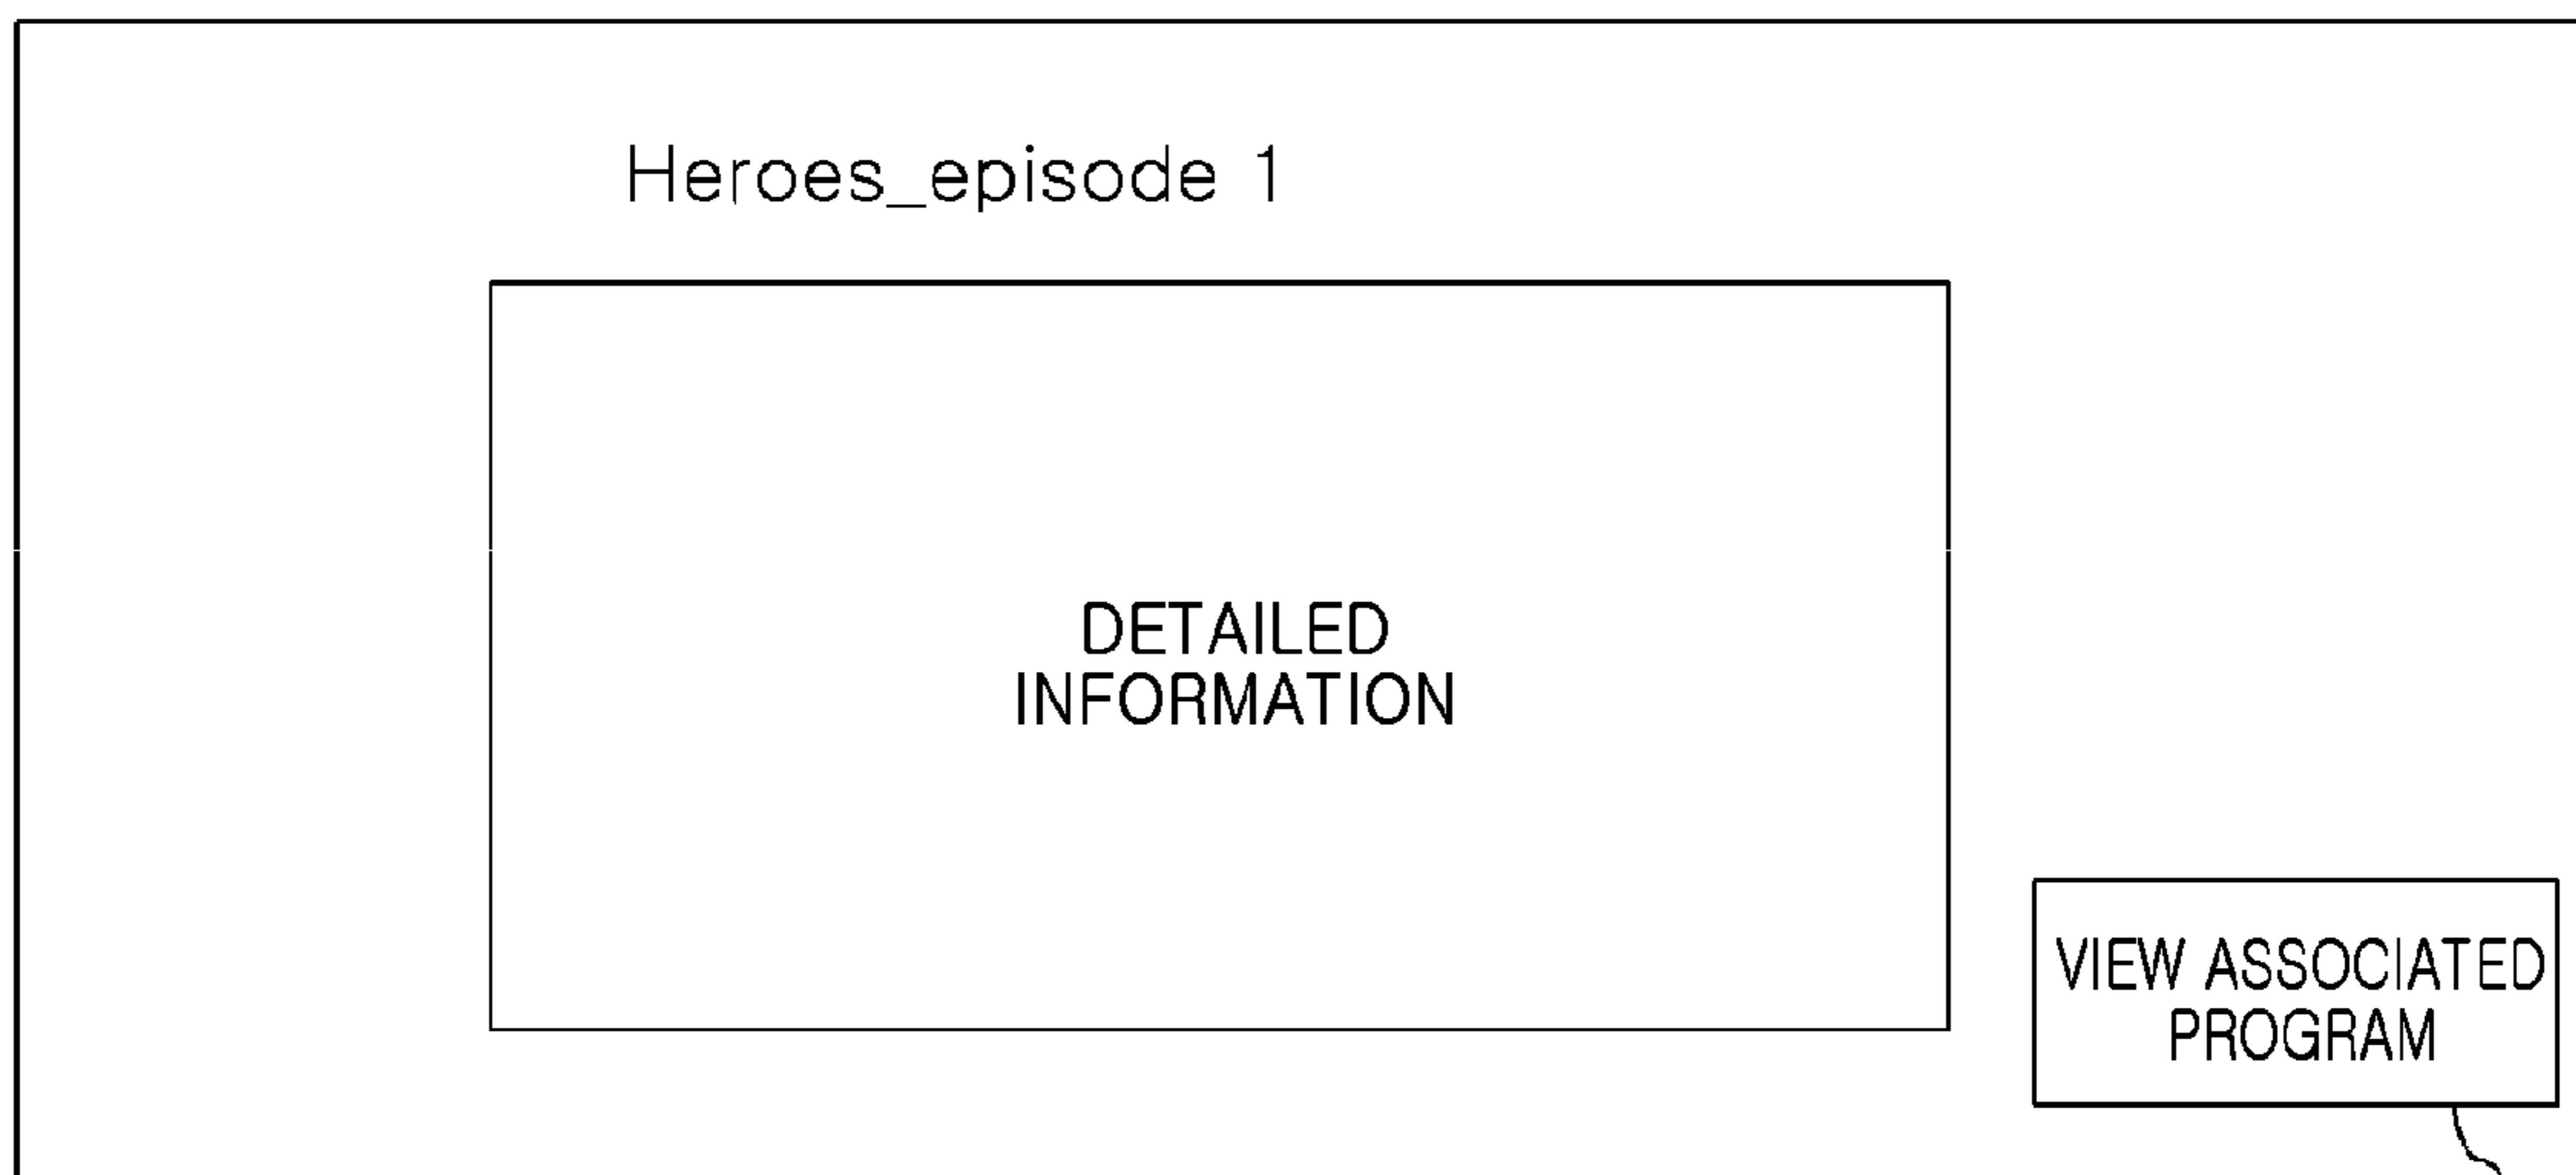 Heroes_episode 1
DETAILED
INFORMATION
VIEW ASSOCIATED
PROGRAM